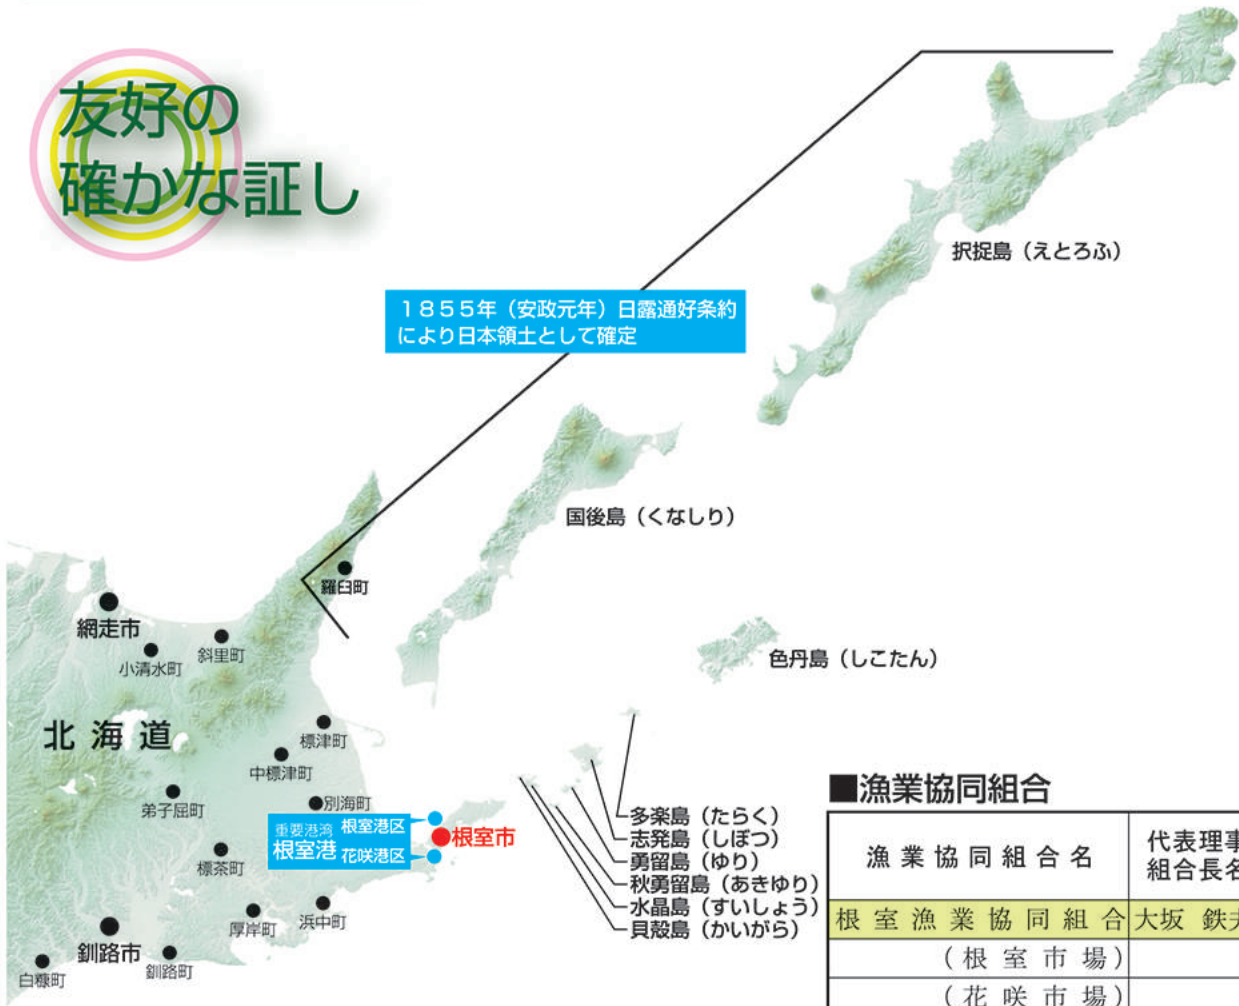 友好の
確かな証し
択捉島（えとろふ）
１８５５年（安政元年）日露通好条約
により日本領土として確定
国後島（くなしり）
羅臼町
網走市
斜里町
小清水町
色丹島（しこたん）
北海道
標津町
中標津町
弟子屈町
別海町
重要港湾
根室港
根室港区
花咲港区
根室市
多楽島（たらく）
志発島（しぼつ）
勇留島（ゆり）
秋勇留島（あきゆり）
水晶島（すいしょう）
貝殻島（かいがら）
標茶町
厚岸町
浜中町
釧路市
釧路町
白糠町
■漁業協同組合
漁業協同組合名
代表理事
組合長名
根室漁業協同組合 大坂 鉄夫
（根室市場）
（花咲市場）